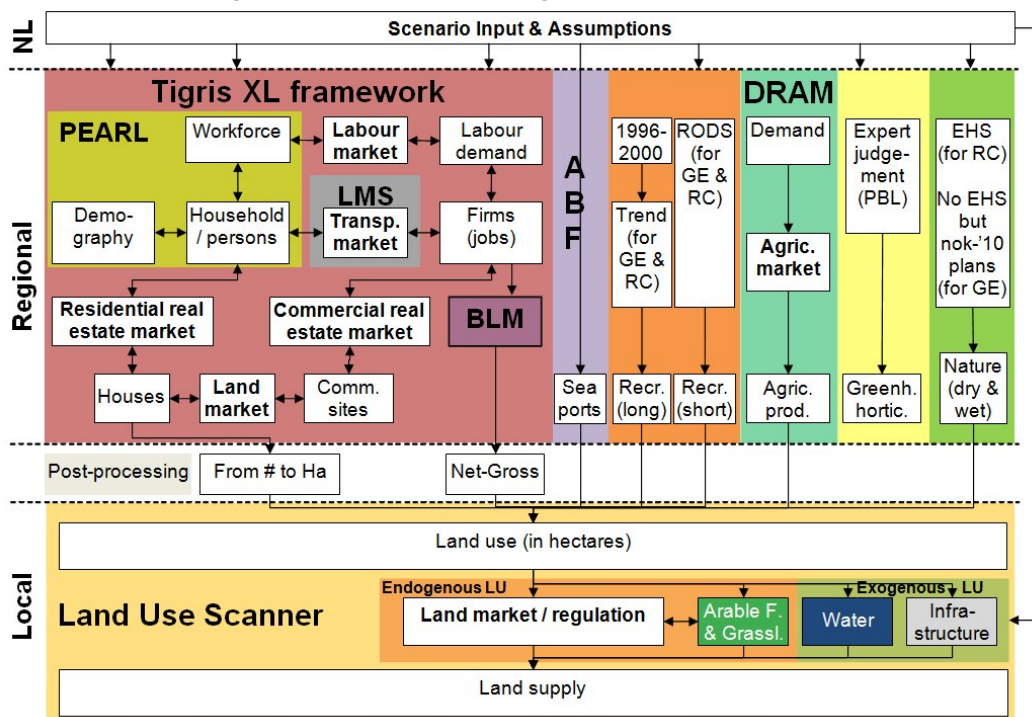 NL
Scenario Input & Assumptions
Regional
Tigris XL framework
PEARL
Workforce
Labour
market
Labour
demand
LMS
Demo-
graphy
Household
/ persons
Transp.
market
Firms
(jobs)
Residential real
estate market
Commercial real
estate market
BLM
Houses
Land
market
Comm.
sites
A
B
F
Sea
ports
1996-
2000
Trend
(for
GE &
RC)
Recr.
(long)
RODS
(for
GE &
RC)
Recr.
(short)
DRAM
Demand
Agric.
market
Agric.
prod.
Expert
judge-
ement
(PBL)
Greenh.
hortic.
EHS
(for RC)
No EHS
but
nok-'10
plans
(for GE)
Nature
(dry &
wet)
Post-processing
From # to Ha
Net-Gross
Local
Land use (in hectares)
Land Use Scanner
Endogenous LU
Exogenous LU
Land market / regulation
Arable F.
& Grassl.
Water
Infra-
structure
Land supply